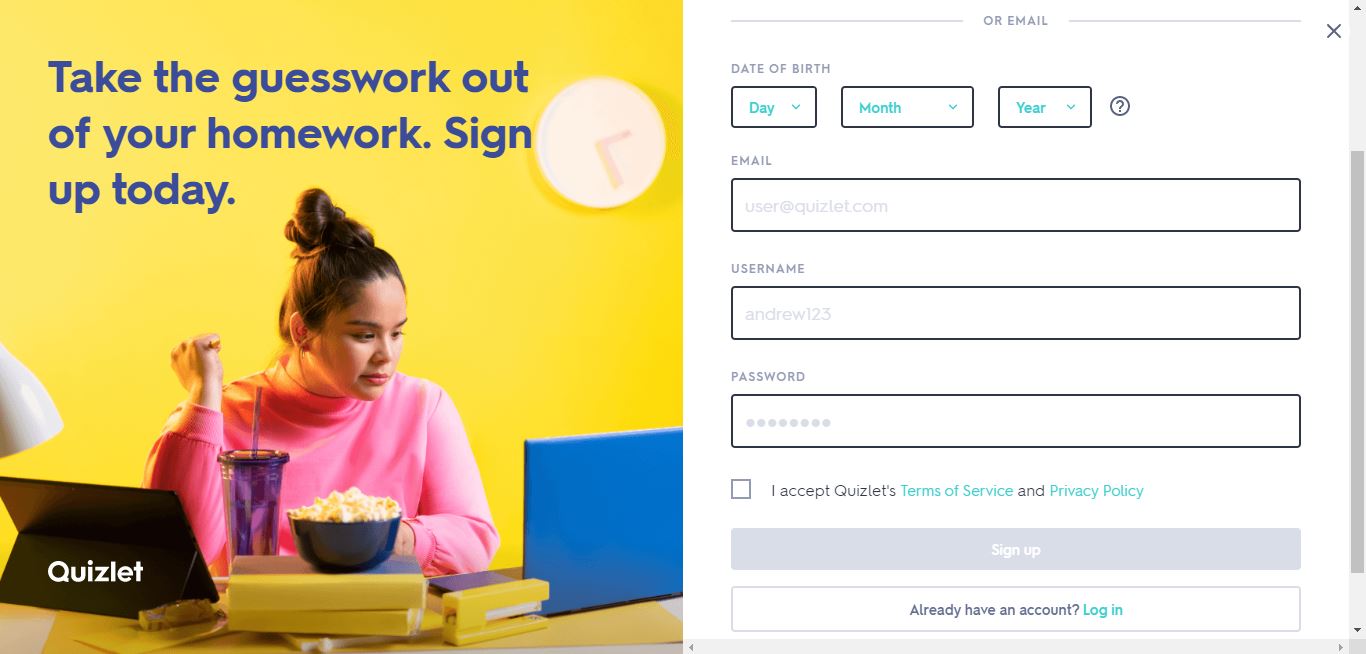 Take the guesswork out
of your homework. Sign
up today.
Quizlet
OR EMAIL
DATE OF BIRTH
Day Month Year
EMAIL
user@quizlet.com
USERNAME
andrew123
PASSWORD
●●●●●●●●
I accept Quizlet's Terms of Service and Privacy Policy
Sign up
Already have an account? Log in